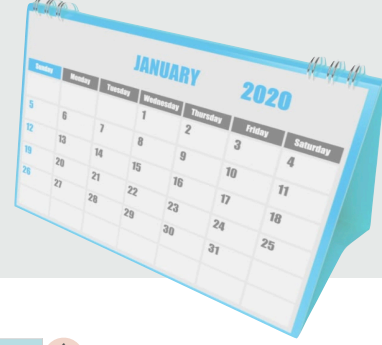 JANUARY 2020
Sunday Monday Tuesday Wednesday Thursday Friday Saturday
1 2 3 4
5 6 7 8 9 10 11
12 13 14 15 16 17 18
19 20 21 22 23 24 25
26 27 28 29 30 31